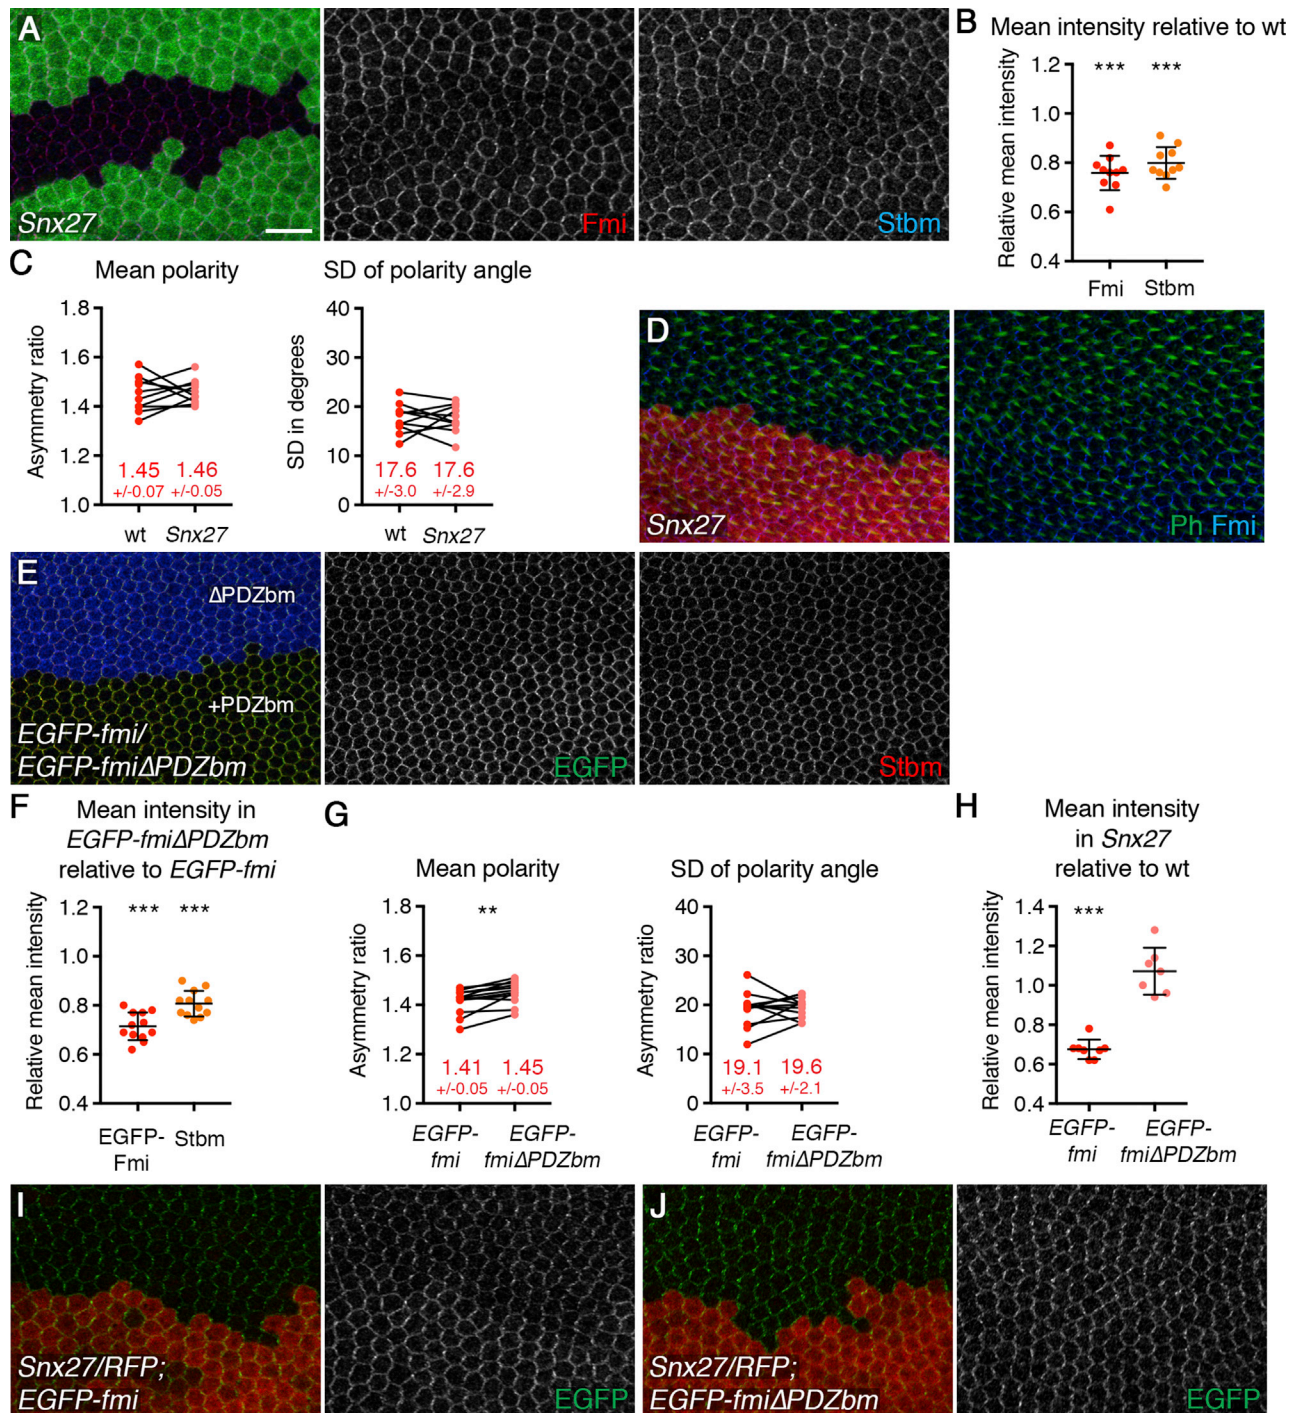 A
Snx27
Fmi
Stbm
B
Mean intensity relative to wt
Relative mean intensity
1.2
1.0
0.8
0.6
0.4
*** ***
Fmi Stbm
C
Mean polarity
Asymmetry ratio
1.8
1.6
1.4
1.2
1.0
1.45 1.46
+/-0.07 +/-0.05
wt Snx27
SD of polarity angle
SD in degrees
40
30
20
10
0
17.6 17.6
+/-3.0 +/-2.9
wt Snx27
D
Snx27
Ph Fmi
E
ΔPDZbm
+PDZbm
EGFP-fmi/
EGFP-fmiΔPDZbm
EGFP
Stbm
F
Mean intensity in
EGFP-fmiΔPDZbm
relative to EGFP-fmi
Relative mean intensity
1.2
1.0
0.8
0.6
0.4
*** ***
EGFP- Stbm
Fmi
G
Mean polarity
Asymmetry ratio
1.8
1.6
1.4
1.2
1.0
**
1.41 1.45
+/-0.05 +/-0.05
EGFP- EGFP-
fmi fmiΔPDZbm
SD of polarity angle
Asymmetry ratio
40
30
20
10
0
19.1 19.6
+/-3.5 +/-2.1
EGFP- EGFP-
fmi fmiΔPDZbm
H
Mean intensity
in Snx27
relative to wt
Relative mean intensity
1.4
1.2
1.0
0.8
0.6
0.4
***
EGFP- EGFP-
fmi fmiΔPDZbm
I
Snx27/RFP;
EGFP-fmi
EGFP
J
Snx27/RFP;
EGFP-fmiΔPDZbm
EGFP